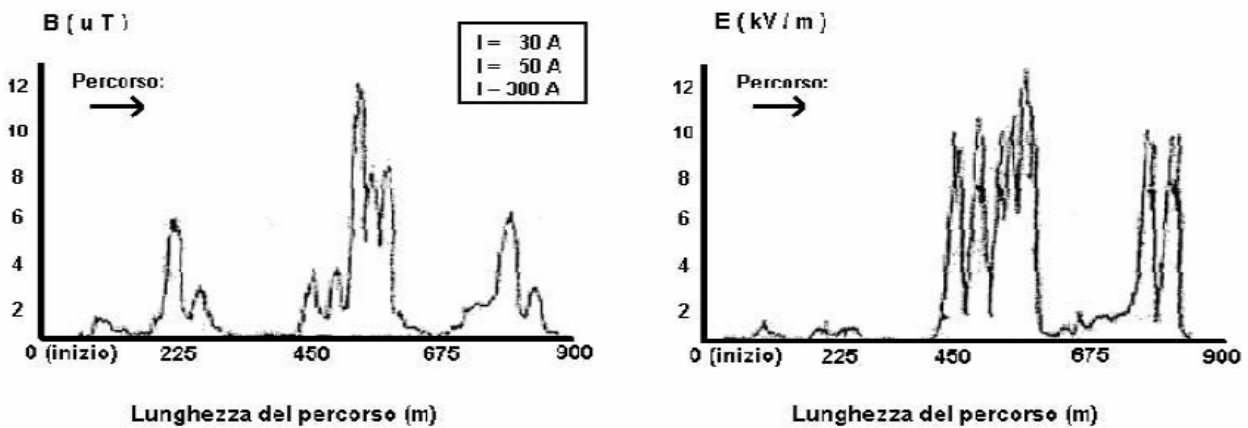 B ( u T )
I = 30 A
I = 50 A
I – 300 A
Percorso:
12
10
8
6
4
2
0 (inizio) 225 450 675 900
Lunghezza del percorso (m)
E ( kV / m )
Percorso:
12
10
8
6
4
2
0 (inizio) 225 450 675 900
Lunghezza del percorso (m)